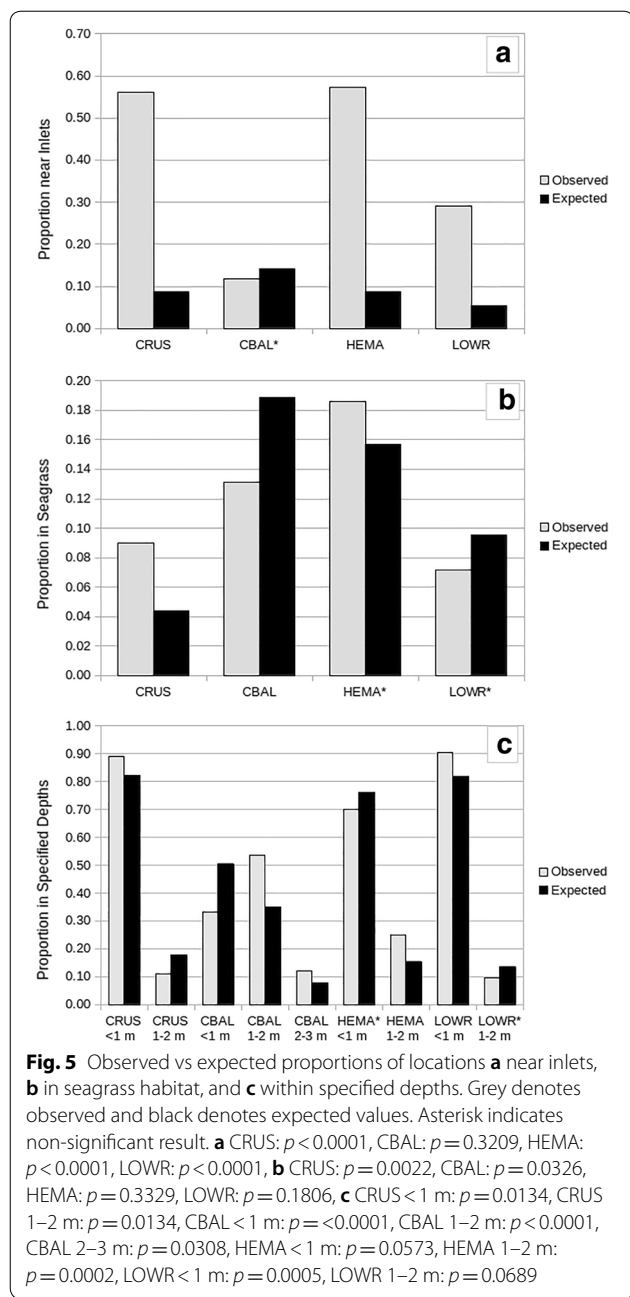 0.70
a
0.60
0.50
0.40
0.30
0.20
0.10
0.00
Proportion near Inlets
CRUS CBAL* HEMA LOWR
Observed
Expected
0.20
b
0.18
0.16
0.14
0.12
0.10
0.08
0.06
0.04
0.02
0.00
Proportion in Seagrass
CRUS CBAL HEMA* LOWR*
Observed
Expected
1.00
c
0.90
0.80
0.70
0.60
0.50
0.40
0.30
0.20
0.10
0.00
Proportion in Specified Depths
CRUS CRUS CBAL CBAL CBAL HEMA* HEMA LOWR LOWR*
<1 m 1-2 m <1 m 1-2 m 2-3 m <1 m 1-2 m <1 m 1-2 m
Observed
Expected
Fig. 5 Observed vs expected proportions of locations a near inlets,
b in seagrass habitat, and c within specified depths. Grey denotes
observed and black denotes expected values. Asterisk indicates
non-significant result. a CRUS: p < 0.0001, CBAL: p = 0.3209, HEMA:
p < 0.0001, LOWR: p < 0.0001, b CRUS: p = 0.0022, CBAL: p = 0.0326,
HEMA: p = 0.3329, LOWR: p = 0.1806, c CRUS < 1 m: p = 0.0134, CRUS
1–2 m: p = 0.0134, CBAL < 1 m: p = <0.0001, CBAL 1–2 m: p < 0.0001,
CBAL 2–3 m: p = 0.0308, HEMA < 1 m: p = 0.0573, HEMA 1–2 m:
p = 0.0002, LOWR < 1 m: p = 0.0005, LOWR 1–2 m: p = 0.0689